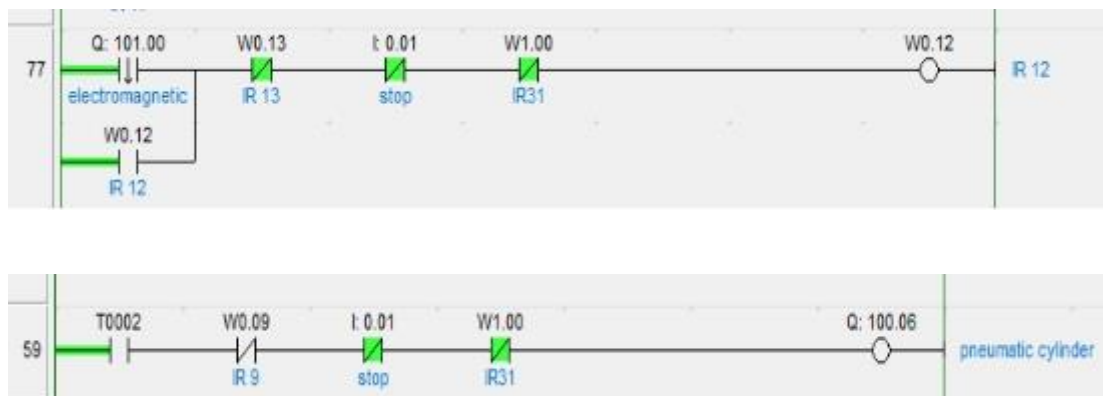 Q: 101.00 W0.13 I: 0.01 W1.00 W0.12
77 IR 12
electromagnetic IR 13 stop IR31
W0.12
IR 12
T0002 W0.09 I: 0.01 W1.00 Q: 100.06
59 pneumatic cylinder
IR 9 stop IR31